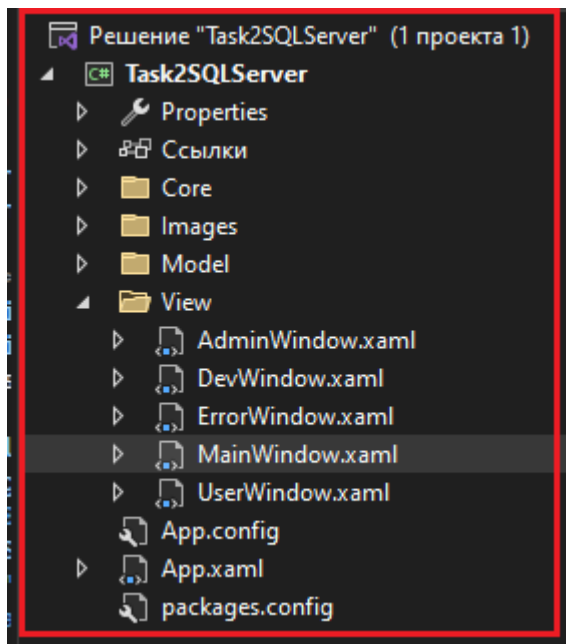 Решение "Task2SQLServer" (1 проекта 1)
C# Task2SQLServer
Properties
Ссылки
Core
Images
Model
View
AdminWindow.xaml
DevWindow.xaml
ErrorWindow.xaml
MainWindow.xaml
UserWindow.xaml
App.config
App.xaml
packages.config